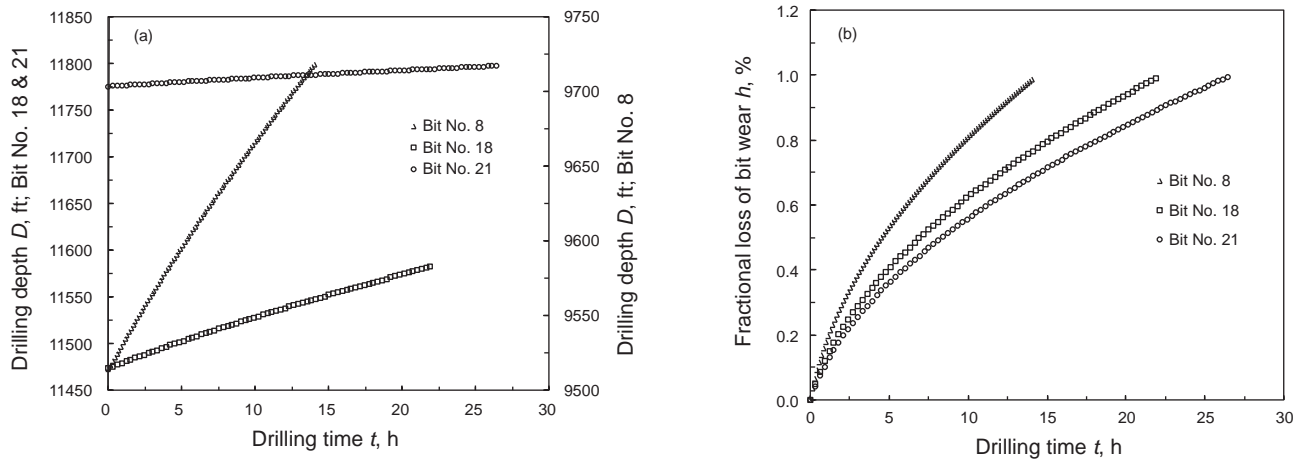 (a)
Drilling depth D, ft; Bit No. 18 & 21
11850
11800
11750
11700
11650
11600
11550
11500
11450
Bit No. 8
Bit No. 18
Bit No. 21
9750
9700
9650
9600
9550
9500
Drilling depth D, ft; Bit No. 8
0 5 10 15 20 25 30
Drilling time t, h
(b)
Fractional loss of bit wear h, %
1.2
1.0
0.8
0.6
0.4
0.2
0.0
Bit No. 8
Bit No. 18
Bit No. 21
0 5 10 15 20 25 30
Drilling time t, h